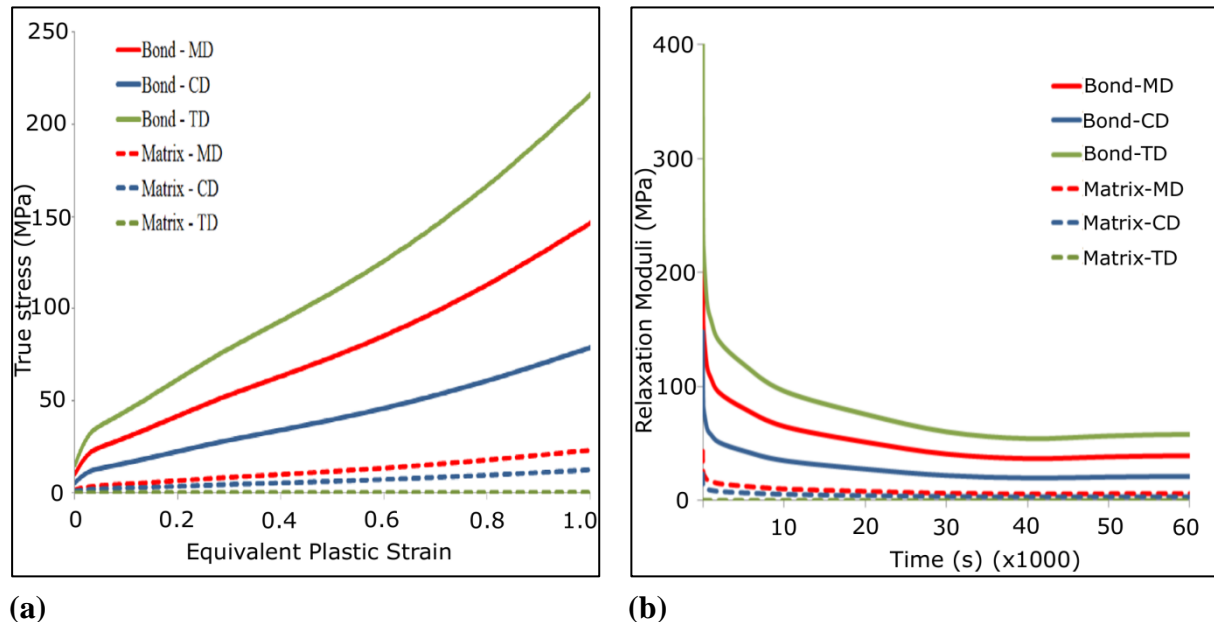 250
200
150
100
50
0
True stress (MPa)
Bond - MD
Bond - CD
Bond - TD
Matrix - MD
Matrix - CD
Matrix - TD
0 0.2 0.4 0.6 0.8 1.0
Equivalent Plastic Strain
(a)
400
300
200
100
0
Relaxation Moduli (MPa)
Bond-MD
Bond-CD
Bond-TD
Matrix-MD
Matrix-CD
Matrix-TD
10 20 30 40 50 60
Time (s) (x1000)
(b)